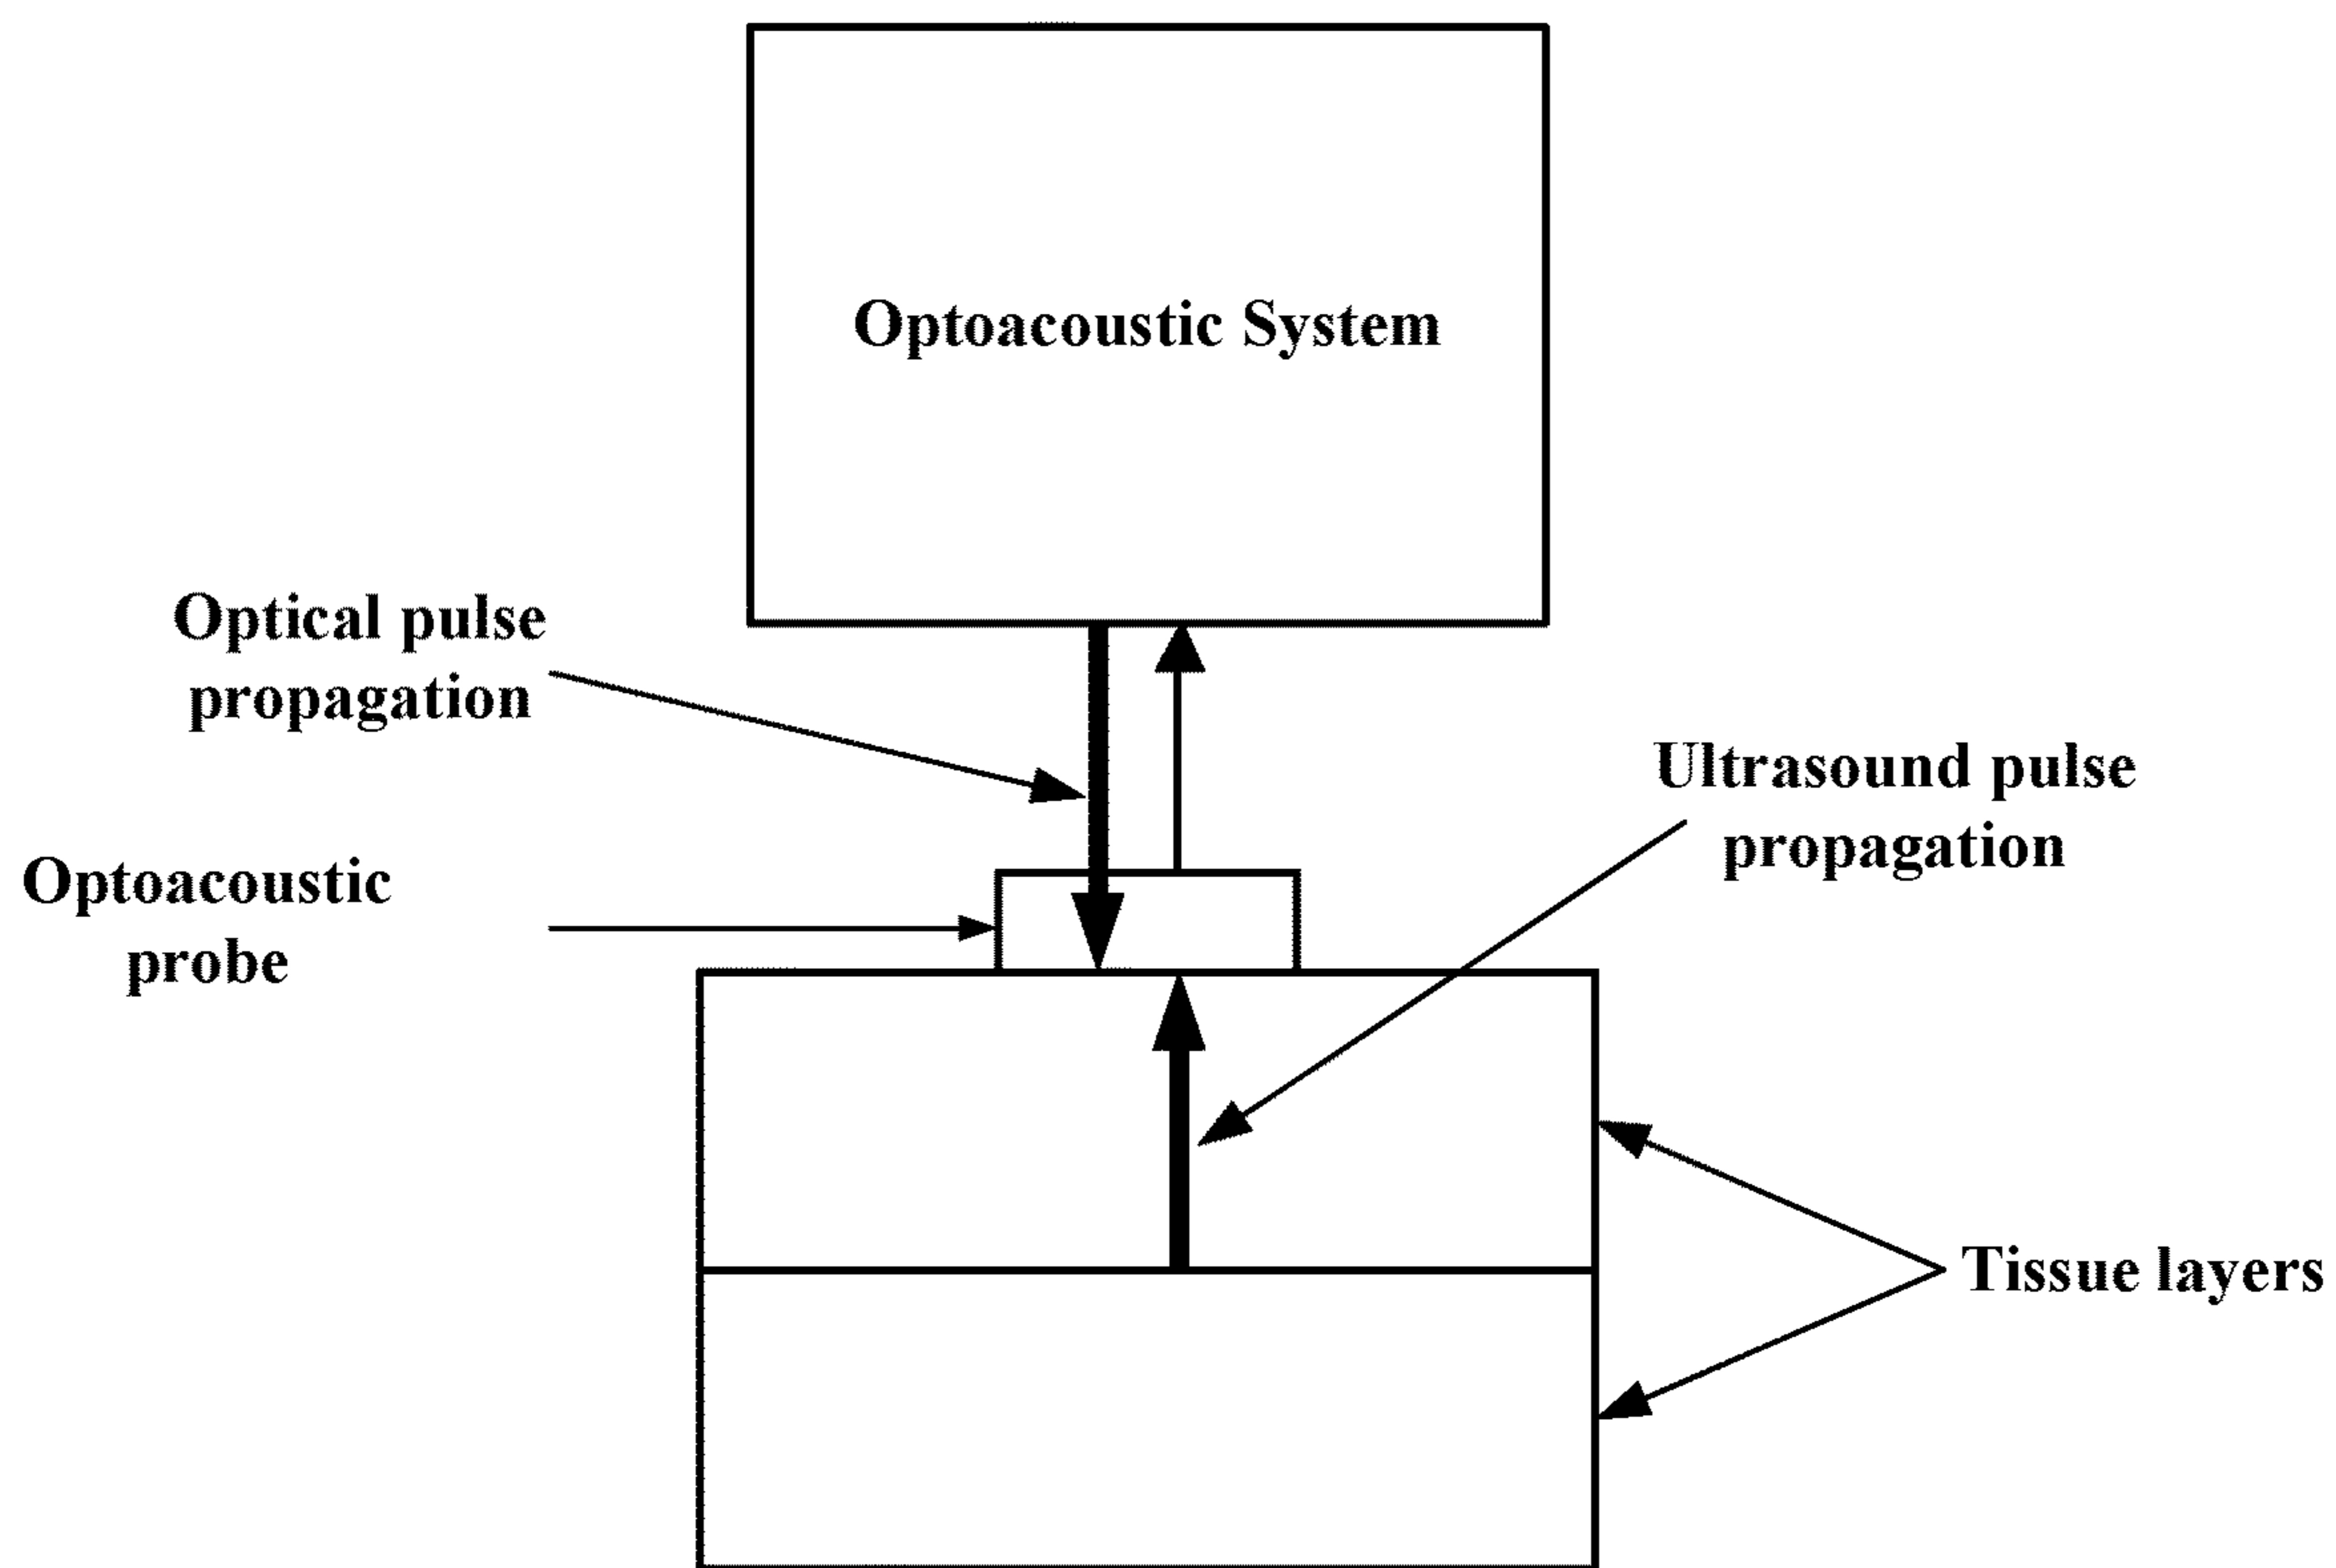 Optoacoustic System
Optical pulse
propagation
Ultrasound pulse
propagation
Optoacoustic
probe
Tissue layers